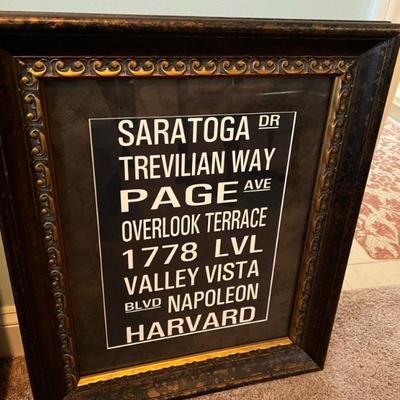 SARATOGA DR
TREVILIAN WAY
PAGE AVE
OVERLOOK TERRACE
1778 LVL
VALLEY VISTA
BLVD NAPOLEON
HARVARD